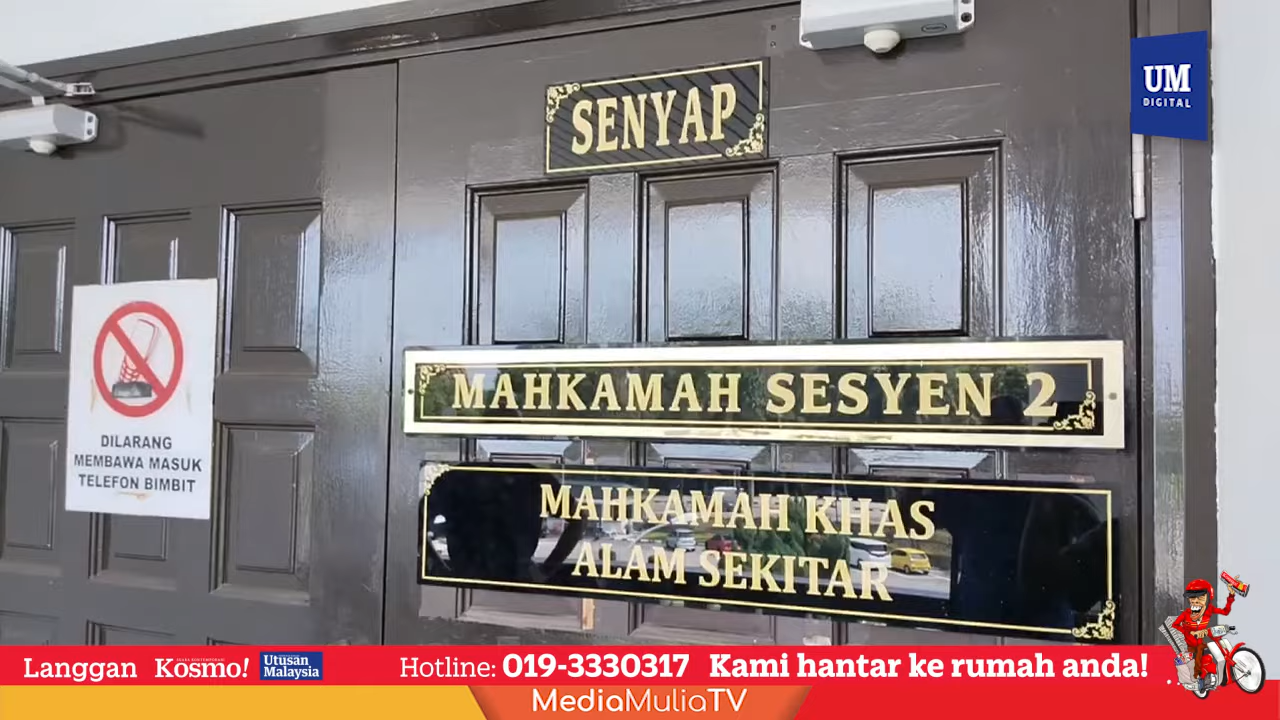 UM
DIGITAL
SENYAP
MAHKAMAH SESYEN 2
DILARANG
MEMBAWA MASUK
TELEFON BIMBIT
MAHKAMAH KHAS
ALAM SEKITAR
Langgan Kosmo! Utusan Malaysia Hotline: 019-3330317 Kami hantar ke rumah anda!
MediaMuliaTV